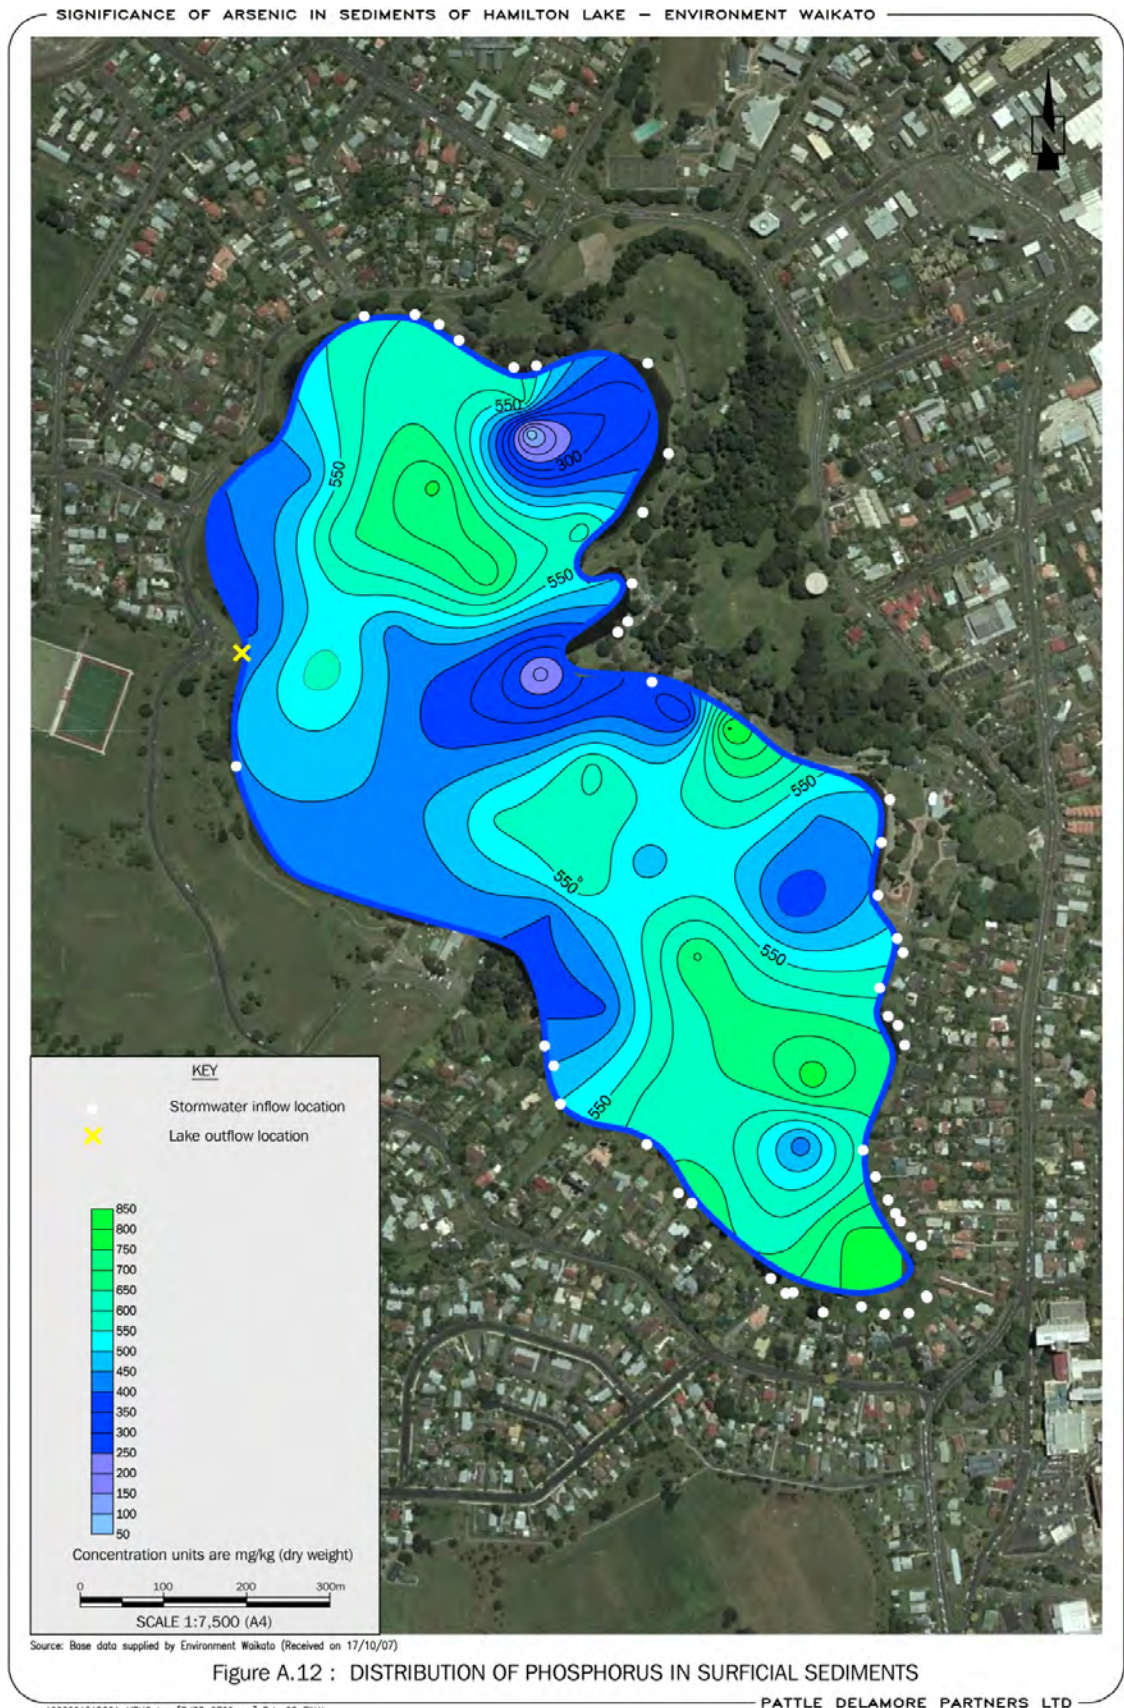 SIGNIFICANCE OF ARSENIC IN SEDIMENTS OF HAMILTON LAKE – ENVIRONMENT WAIKATO
N
550
550
300
550
550
550
550
550
KEY
Stormwater inflow location
Lake outflow location
850
800
750
700
650
600
550
500
450
400
350
300
250
200
150
100
50
Concentration units are mg/kg (dry weight)
0 100 200 300m
SCALE 1:7,500 (A4)
Source: Base data supplied by Environment Waikato (Received on 17/10/07)
Figure A.12 : DISTRIBUTION OF PHOSPHORUS IN SURFICIAL SEDIMENTS
PATTLE DELAMORE PARTNERS LTD